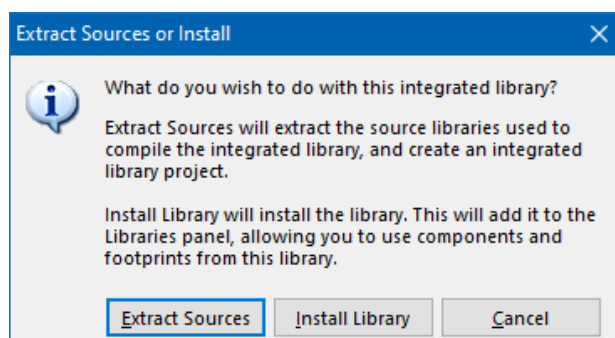 Extract Sources or Install
What do you wish to do with this integrated library?
Extract Sources will extract the source libraries used to
compile the integrated library, and create an integrated
library project.
Install Library will install the library. This will add it to the
Libraries panel, allowing you to use components and
footprints from this library.
Extract Sources Install Library Cancel